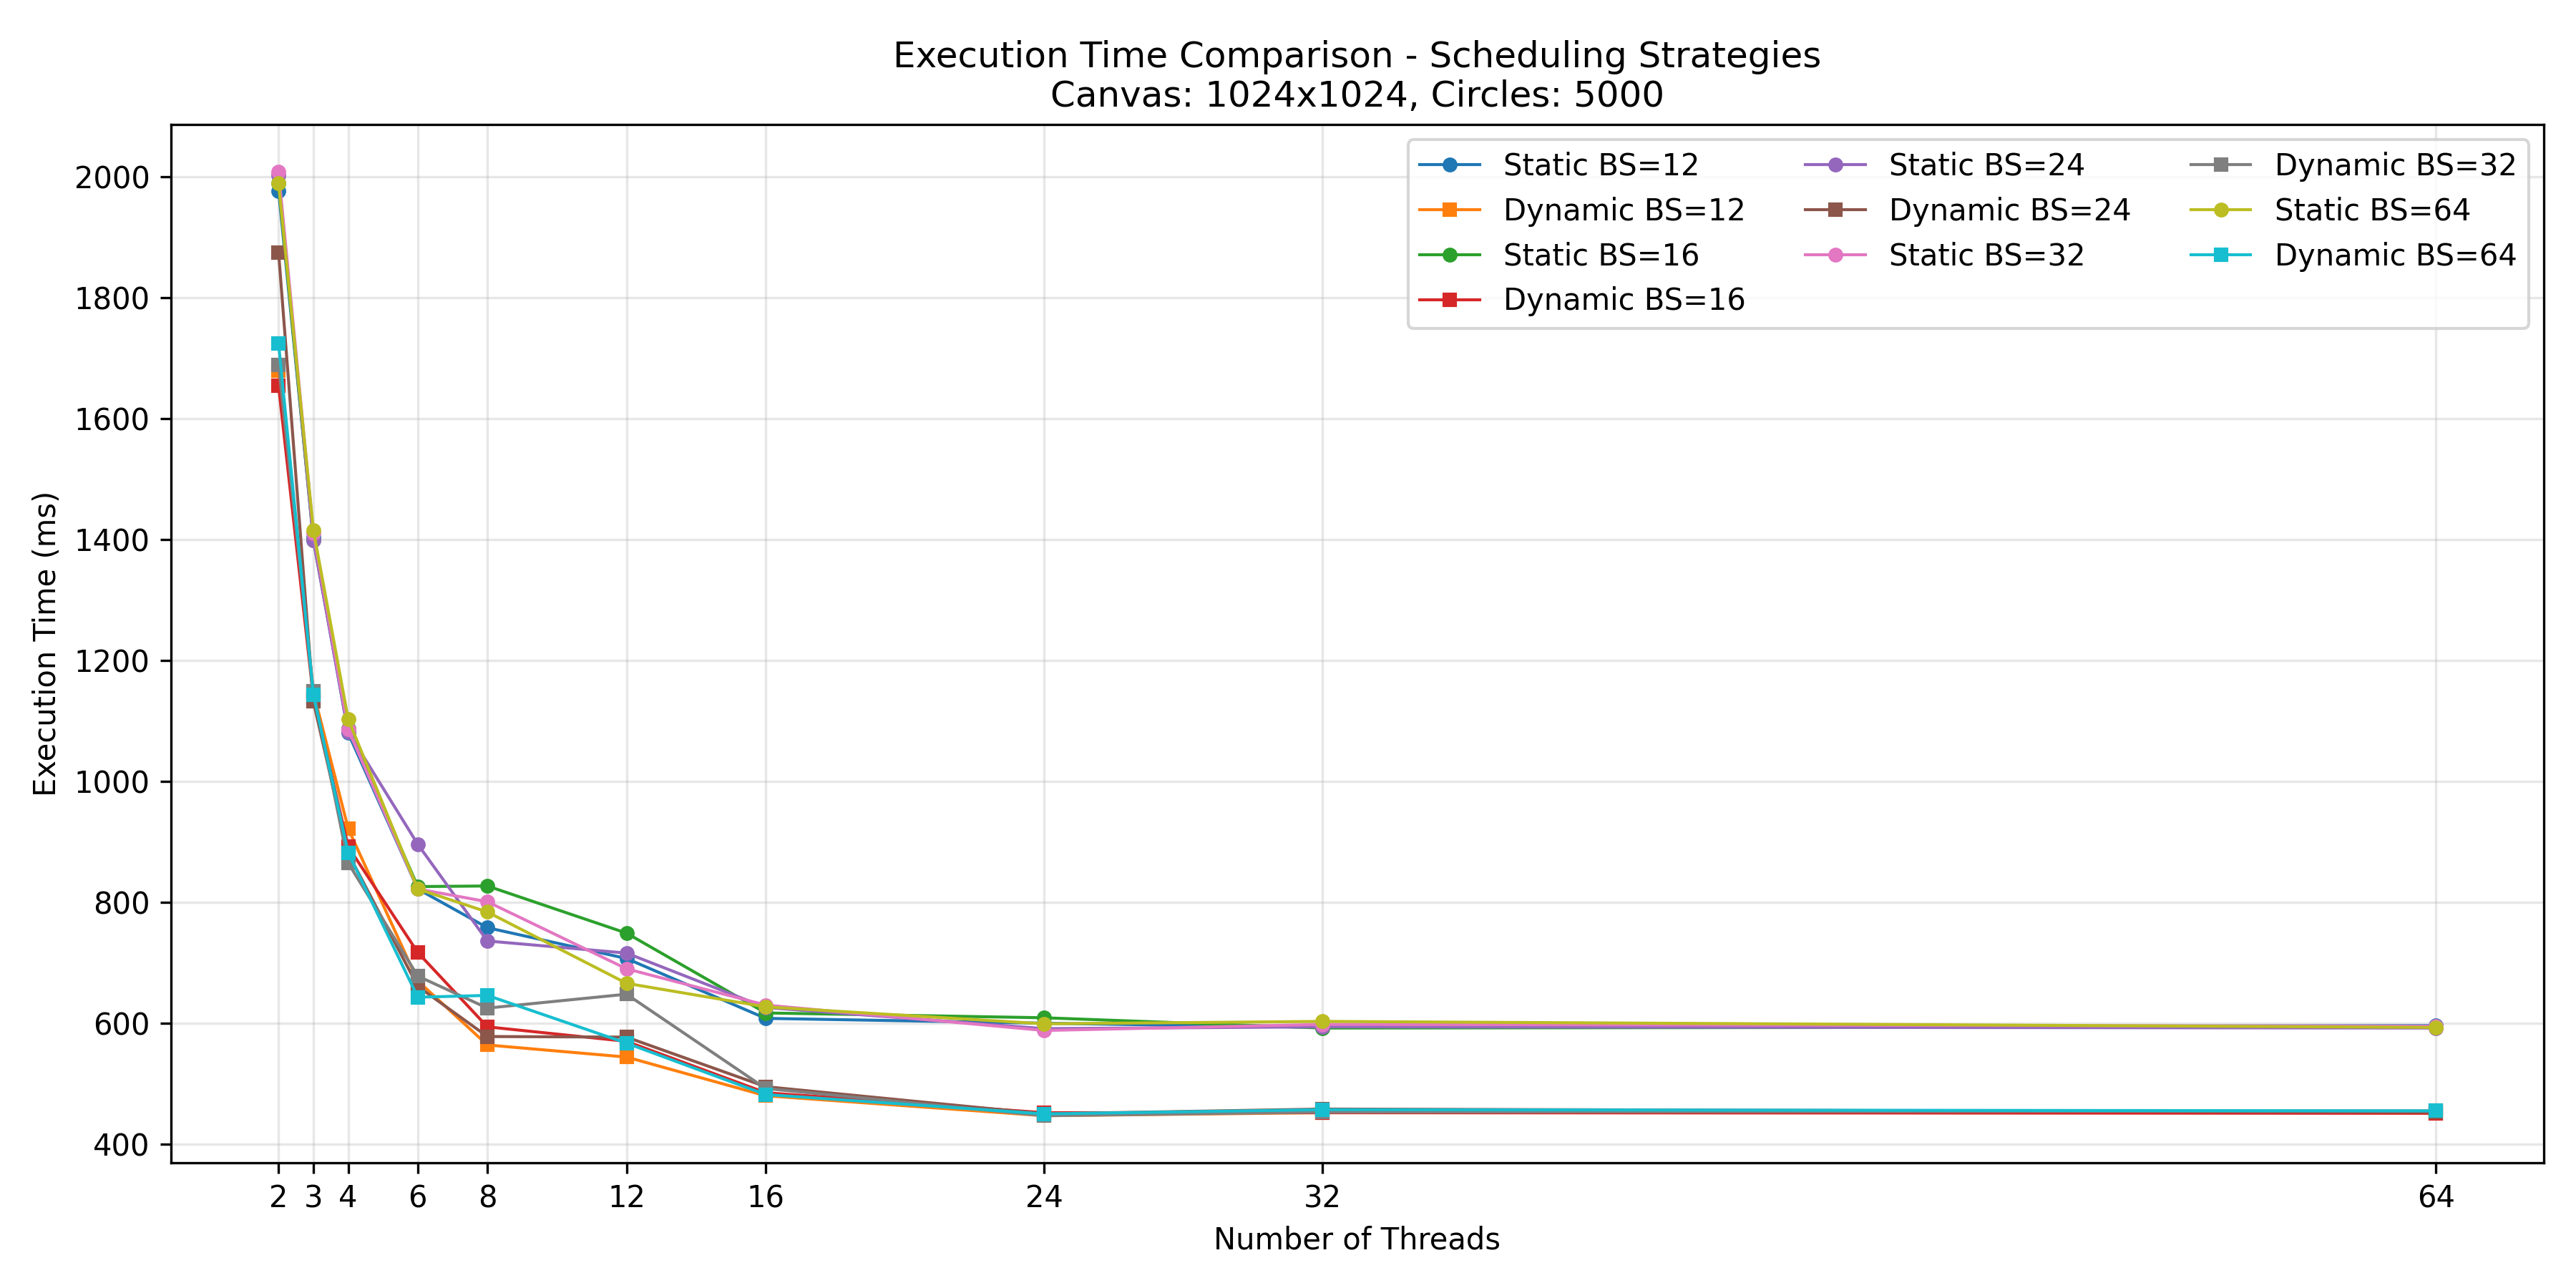 Execution Time Comparison - Scheduling Strategies
Canvas: 1024x1024, Circles: 5000
Static BS=12
Dynamic BS=12
Static BS=16
Dynamic BS=16
Static BS=24
Dynamic BS=24
Static BS=32
Dynamic BS=32
Static BS=64
Dynamic BS=64
Execution Time (ms)
2000
1800
1600
1400
1200
1000
800
600
400
2 3 4 6 8 12 16 24 32 64
Number of Threads